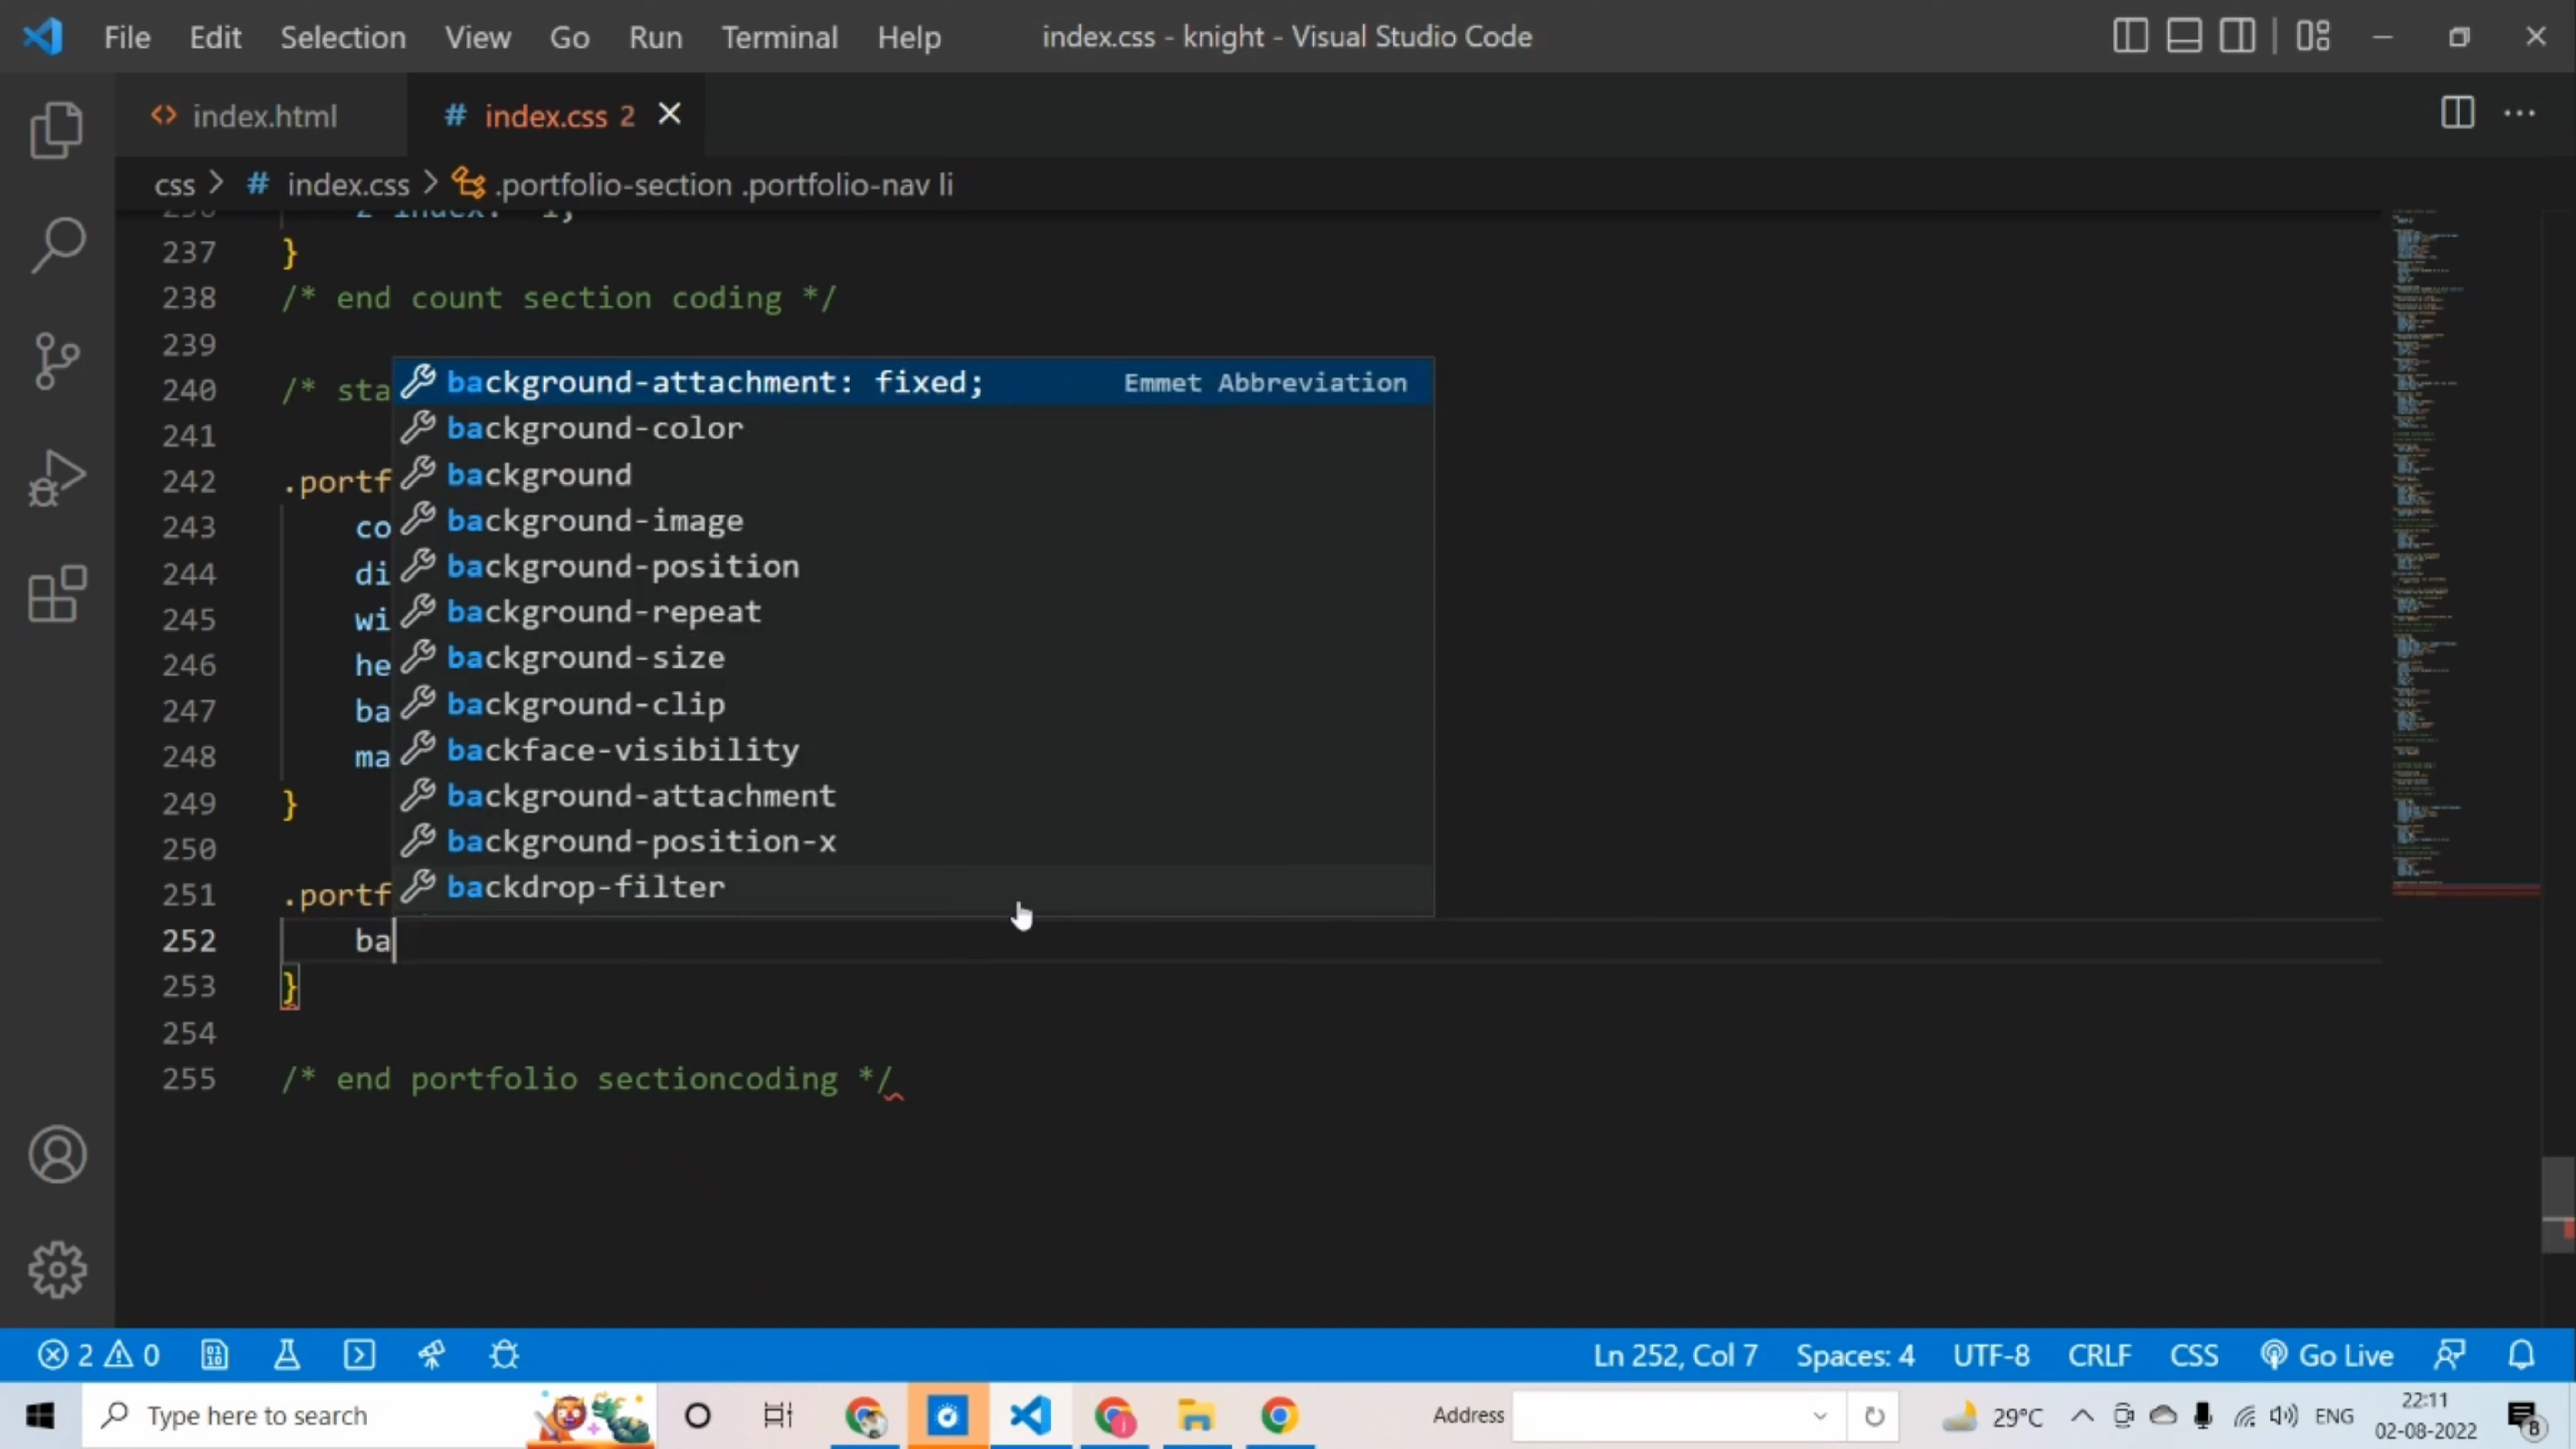 File Edit Selection View Go Run Terminal Help index.css - knight - Visual Studio Code
index.html # index.css 2
css > # index.css > .portfolio-section .portfolio-nav li
237 }
238 /* end count section coding */
239
240 /* sta
241
242 .portf
243 co
244 di
245 wi
246 he
247 ba
248 ma
249 }
250
251 .portf
252 ba
253 }
254
255 /* end portfolio sectioncoding */
background-attachment: fixed; Emmet Abbreviation
background-color
background
background-image
background-position
background-repeat
background-size
background-clip
backface-visibility
background-attachment
background-position-x
backdrop-filter
2 0 Ln 252, Col 7 Spaces: 4 UTF-8 CRLF CSS Go Live
Type here to search Address 29°C ENG 22:11
02-08-2022 8